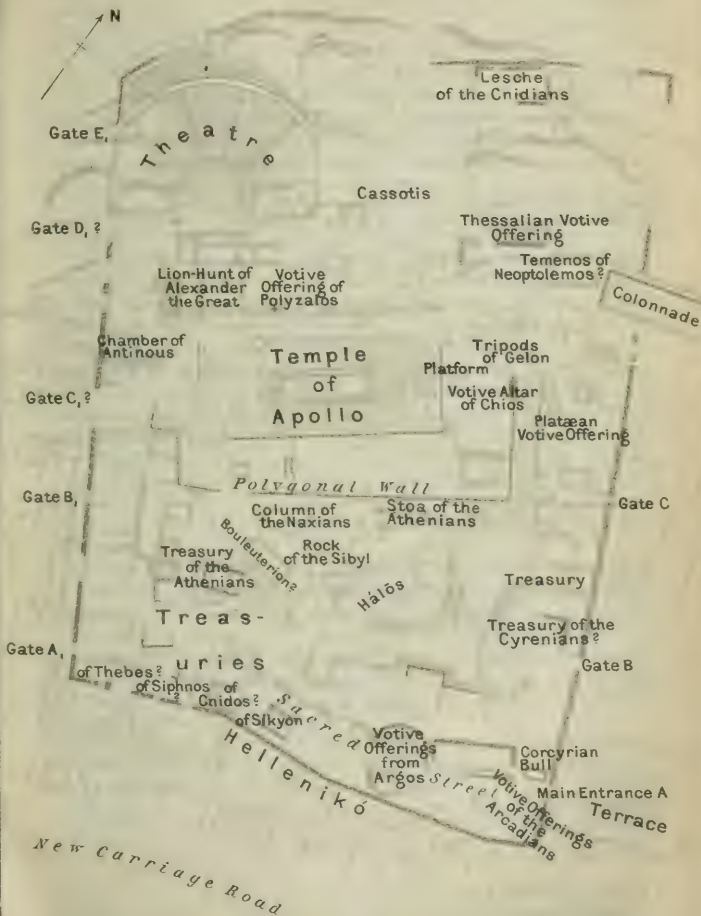 N
Lesche
of the Cnidians
Gate E,
Theatre
Cassotis
Gate D, ?
Thessalian Votive
Offering
Temenos of
Neoptolemos?
Colonnade
Lion-Hunt of
Alexander
the Great
Votive
Offering of
Polyzalos
Chamber of
Antinous
Temple
of
Apollo
Tripods
of Gelon
Platform
Votive Altar
of Chios
Gate C, ?
Platæan
Votive Offering
Polygonal Wall
Gate B,
Column of
the Naxians
Stoa of the
Athenians
Gate C
Bouleuterion?
Rock
of the Sibyl
Treasury
of the
Athenians
Hálōs
Treasury
Treas-
uries
Treasury of the
Cyrenians?
Gate A,
Gate B
of Thebes?
of Siphnos
?
of
Cnidos?
of Sikyon
Sacred Street
Votive
Offerings
from
Argos
Corcyrian
Bull
Hellenikó
Votive Offerings
of the
Arcadians
Main Entrance A
Terrace
New Carriage Road